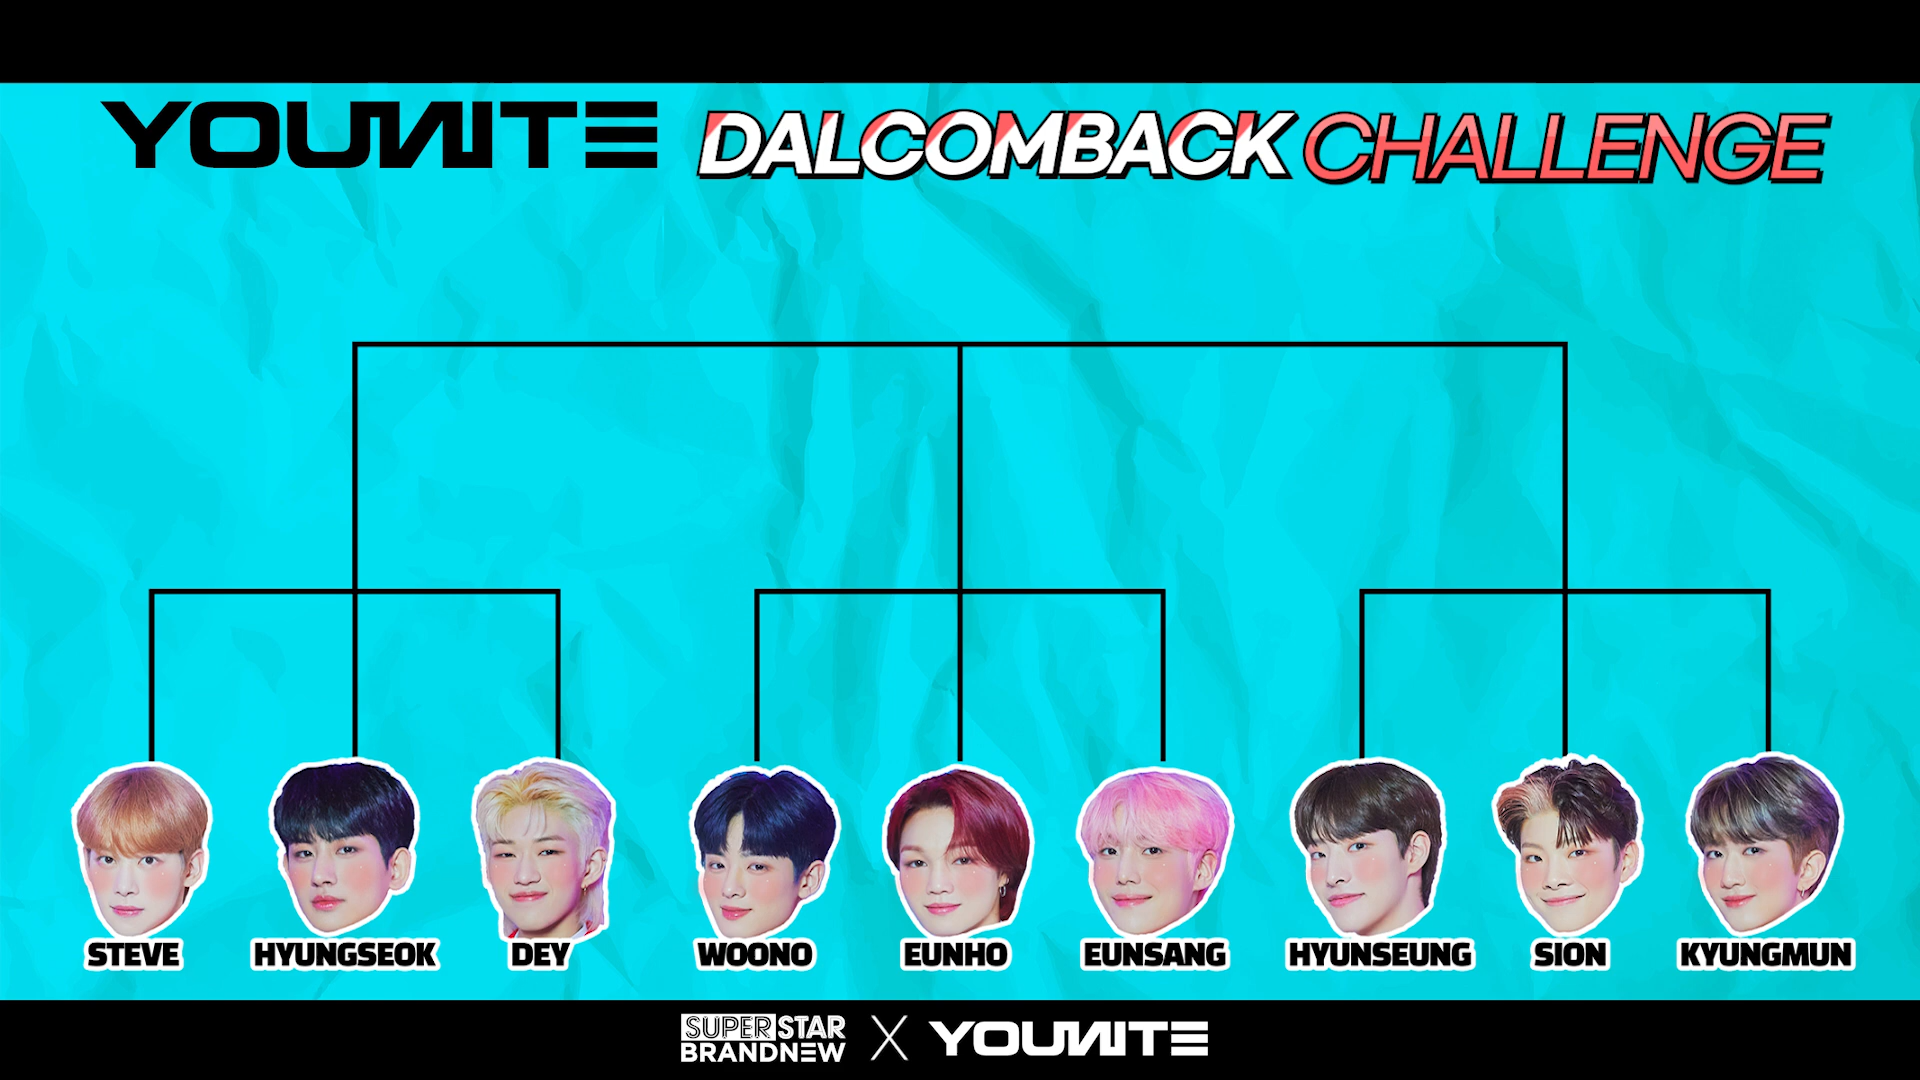 YOUNITE DALCOMBACK CHALLENGE
STEVE HYUNGSEOK DEY WOONO EUNHO EUNSANG HYUNSEUNG SION KYUNGMUN
SUPERSTAR
BRANDNEW X YOUNITE